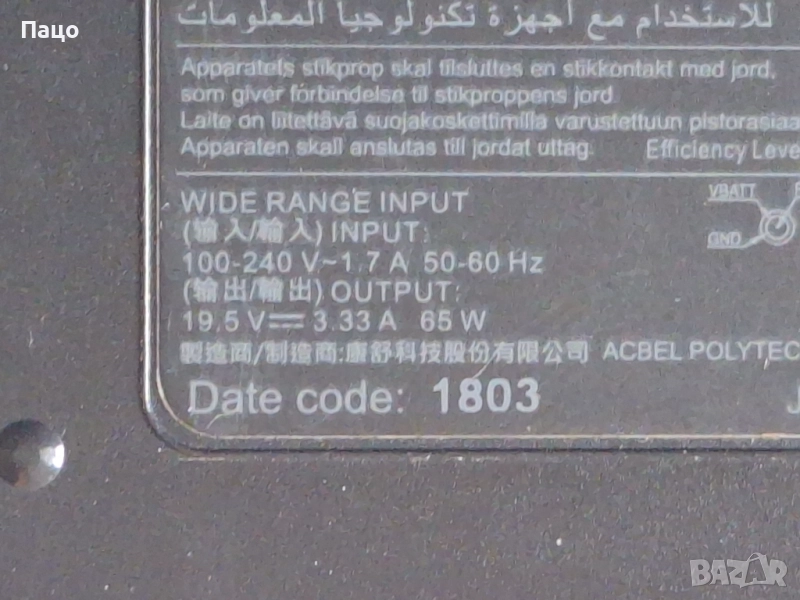 Пацо
للاستخدام مع أجهزة تكنولوجيا المعلومات
Apparatets stikprop skal tilsluttes en stikkontakt med jord,
som giver forbindelse til stikproppens jord.
Laite on liitettävä suojakoskettimilla varustettuun pistorasiaa
Apparaten skall anslutas till jordat uttag. Efficiency Leve
VBATT
GND
WIDE RANGE INPUT
(输入/輸入) INPUT:
100-240 V~1.7 A 50-60 Hz
(输出/輸出) OUTPUT:
19.5 V⎓ 3.33 A 65 W
製造商/制造商:康舒科技股份有限公司 ACBEL POLYTEC
Date code: 1803
BAZAR